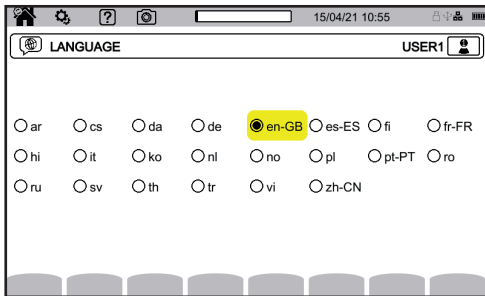 ? 15/04/21 10:55
LANGUAGE USER1
ar cs da de en-GB es-ES fi fr-FR
hi it ko nl no pl pt-PT ro
ru sv th tr vi zh-CN